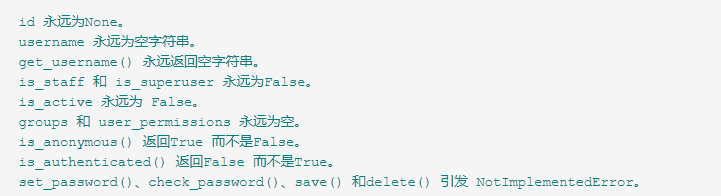 id 永远为None。
username 永远为空字符串。
get_username() 永远返回空字符串。
is_staff 和 is_superuser 永远为False。
is_active 永远为 False。
groups 和 user_permissions 永远为空。
is_anonymous() 返回True 而不是False。
is_authenticated() 返回False 而不是True。
set_password()、check_password()、save() 和delete() 引发 NotImplementedError。